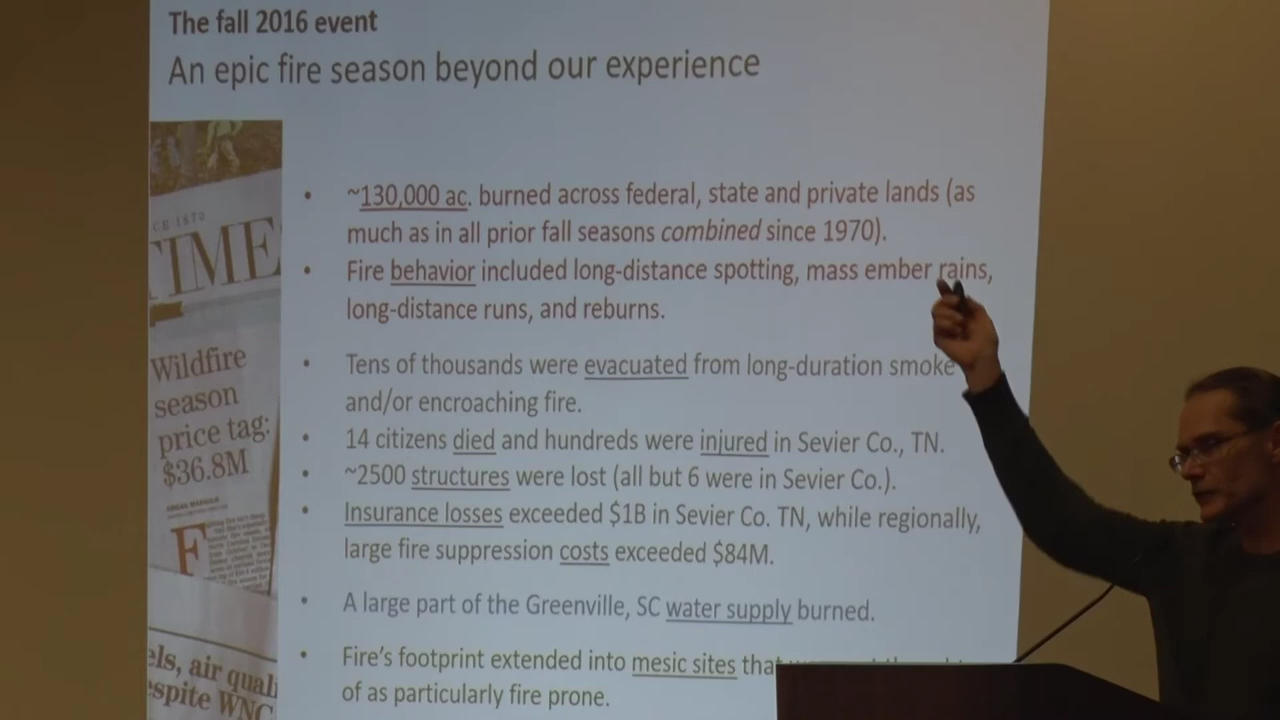 The fall 2016 event
An epic fire season beyond our experience
• ~130,000 ac. burned across federal, state and private lands (as
much as in all prior fall seasons combined since 1970).
• Fire behavior included long-distance spotting, mass ember rains,
long-distance runs, and reburns.
• Tens of thousands were evacuated from long-duration smoke
and/or encroaching fire.
• 14 citizens died and hundreds were injured in Sevier Co., TN.
• ~2500 structures were lost (all but 6 were in Sevier Co.).
• Insurance losses exceeded $1B in Sevier Co. TN, while regionally,
large fire suppression costs exceeded $84M.
• A large part of the Greenville, SC water supply burned.
• Fire's footprint extended into mesic sites that
of as particularly fire prone.
CE 1870
TIME
Wildfire
season
price tag:
$36.8M
F
els, air quali
espite WNC